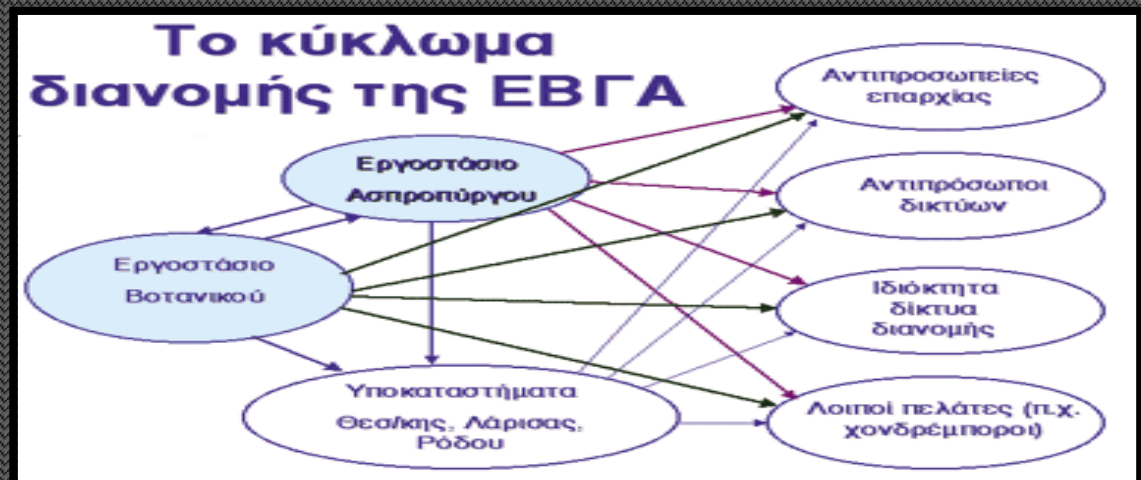 Το κύκλωμα
διανομής της ΕΒΓΑ
Εργοστάσιο
Ασπροπύργου
Εργοστάσιο
Βοτανικού
Υποκαταστήματα
Θεσ/κης, Λάρισας,
Ρόδου
Αντιπροσωπείες
επαρχίας
Αντιπρόσωποι
δικτύων
Ιδιόκτητα
δίκτυα
διανομής
Λοιποί πελάτες (π.χ.
χονδρέμποροι)